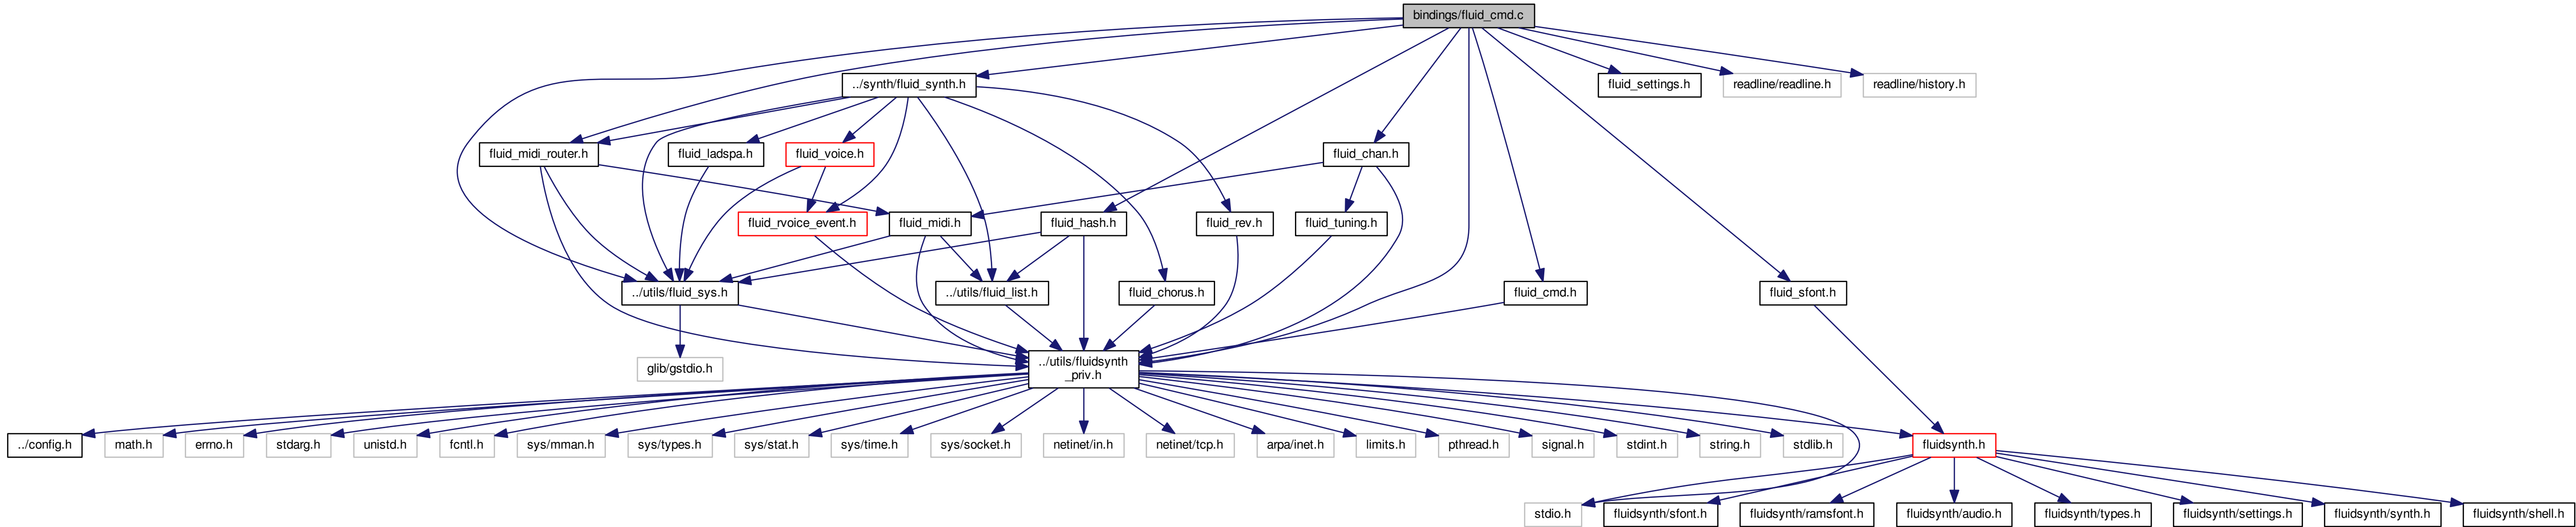 bindings/fluid_cmd.c
../synth/fluid_synth.h
fluid_settings.h
readline/readline.h
readline/history.h
fluid_midi_router.h
fluid_ladspa.h
fluid_voice.h
fluid_chan.h
fluid_rvoice_event.h
fluid_midi.h
fluid_hash.h
fluid_rev.h
fluid_tuning.h
../utils/fluid_sys.h
../utils/fluid_list.h
fluid_chorus.h
fluid_cmd.h
fluid_sfont.h
glib/gstdio.h
../utils/fluidsynth
_priv.h
../config.h
math.h
errno.h
stdarg.h
unistd.h
fcntl.h
sys/mman.h
sys/types.h
sys/stat.h
sys/time.h
sys/socket.h
netinet/in.h
netinet/tcp.h
arpa/inet.h
limits.h
pthread.h
signal.h
stdint.h
string.h
stdlib.h
fluidsynth.h
stdio.h
fluidsynth/sfont.h
fluidsynth/ramsfont.h
fluidsynth/audio.h
fluidsynth/types.h
fluidsynth/settings.h
fluidsynth/synth.h
fluidsynth/shell.h